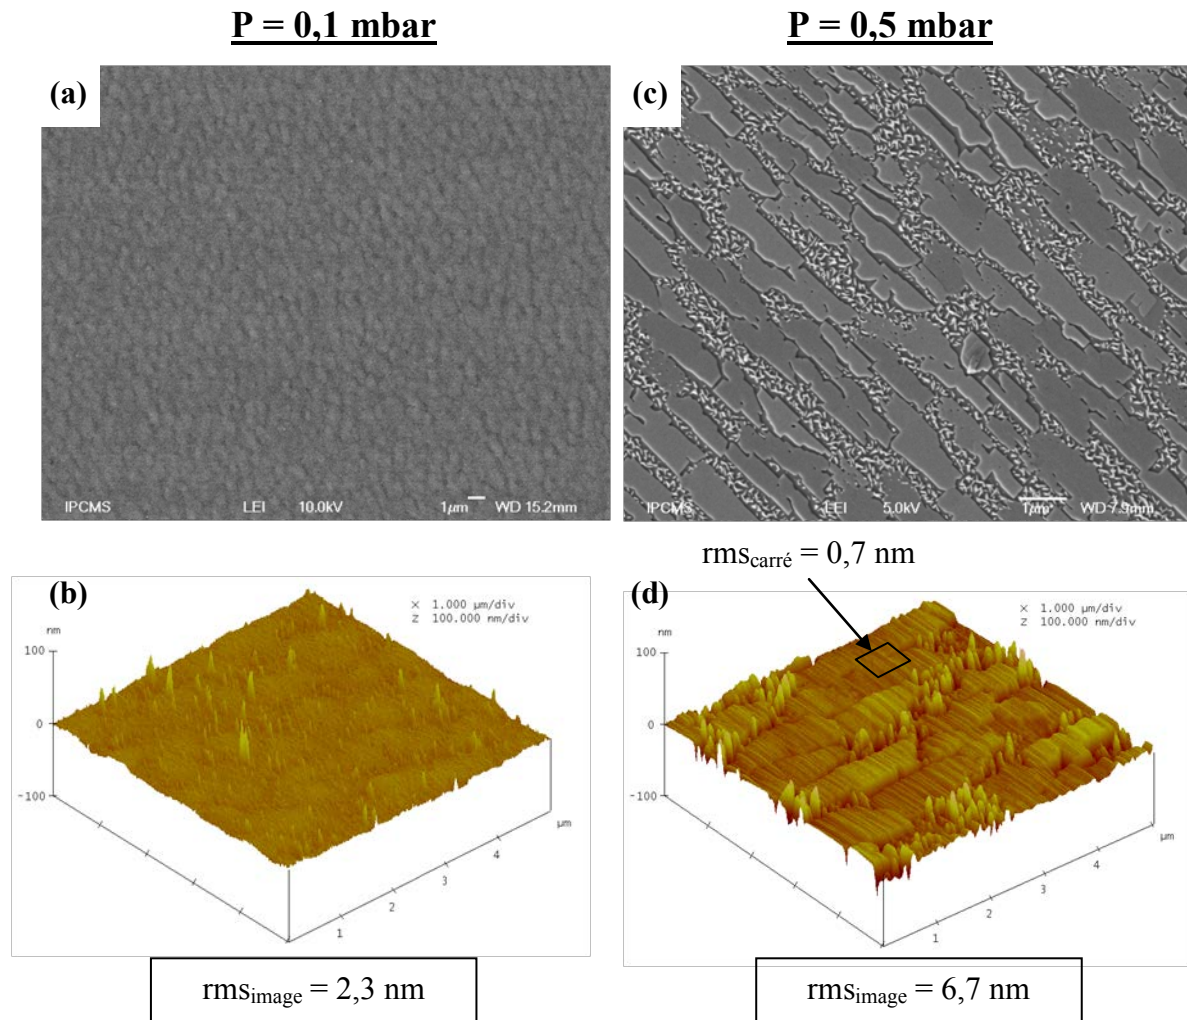 P = 0,1 mbar
P = 0,5 mbar
(a)
(c)
IPCMS LEI 10.0kV 1µm WD 15.2mm
IPCMS LEI 5.0kV 1µm WD 7.9mm
rmscarré = 0,7 nm
(b)
X 1.000 µm/div
Z 100.000 nm/div
nm
100
0
-100
µm
1
2
3
4
(d)
X 1.000 µm/div
Z 100.000 nm/div
nm
100
0
-100
µm
1
2
3
4
rmsimage = 2,3 nm
rmsimage = 6,7 nm